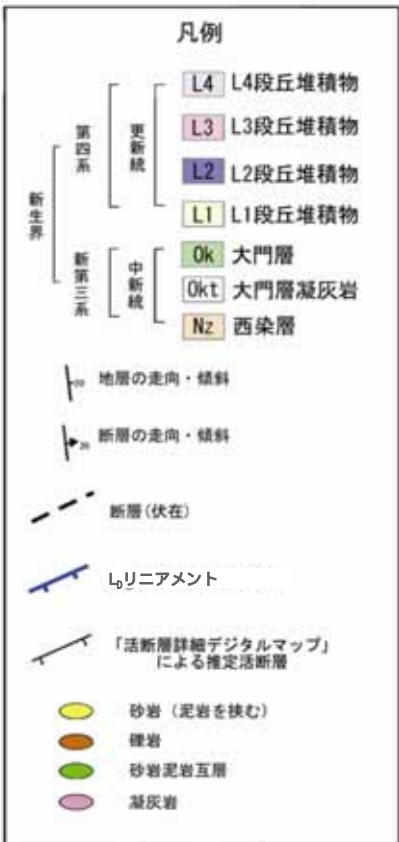 凡例
新生界
第四系
更新統
L4 L4段丘堆積物
L3 L3段丘堆積物
L2 L2段丘堆積物
L1 L1段丘堆積物
新第三系
中新統
Ok 大門層
Okt 大門層凝灰岩
Nz 西染層
地層の走向・傾斜
断層の走向・傾斜
断層(伏在)
LDリニアメント
「活断層詳細デジタルマップ」
による推定活断層
砂岩(泥岩を挟む)
礫岩
砂岩泥岩互層
凝灰岩